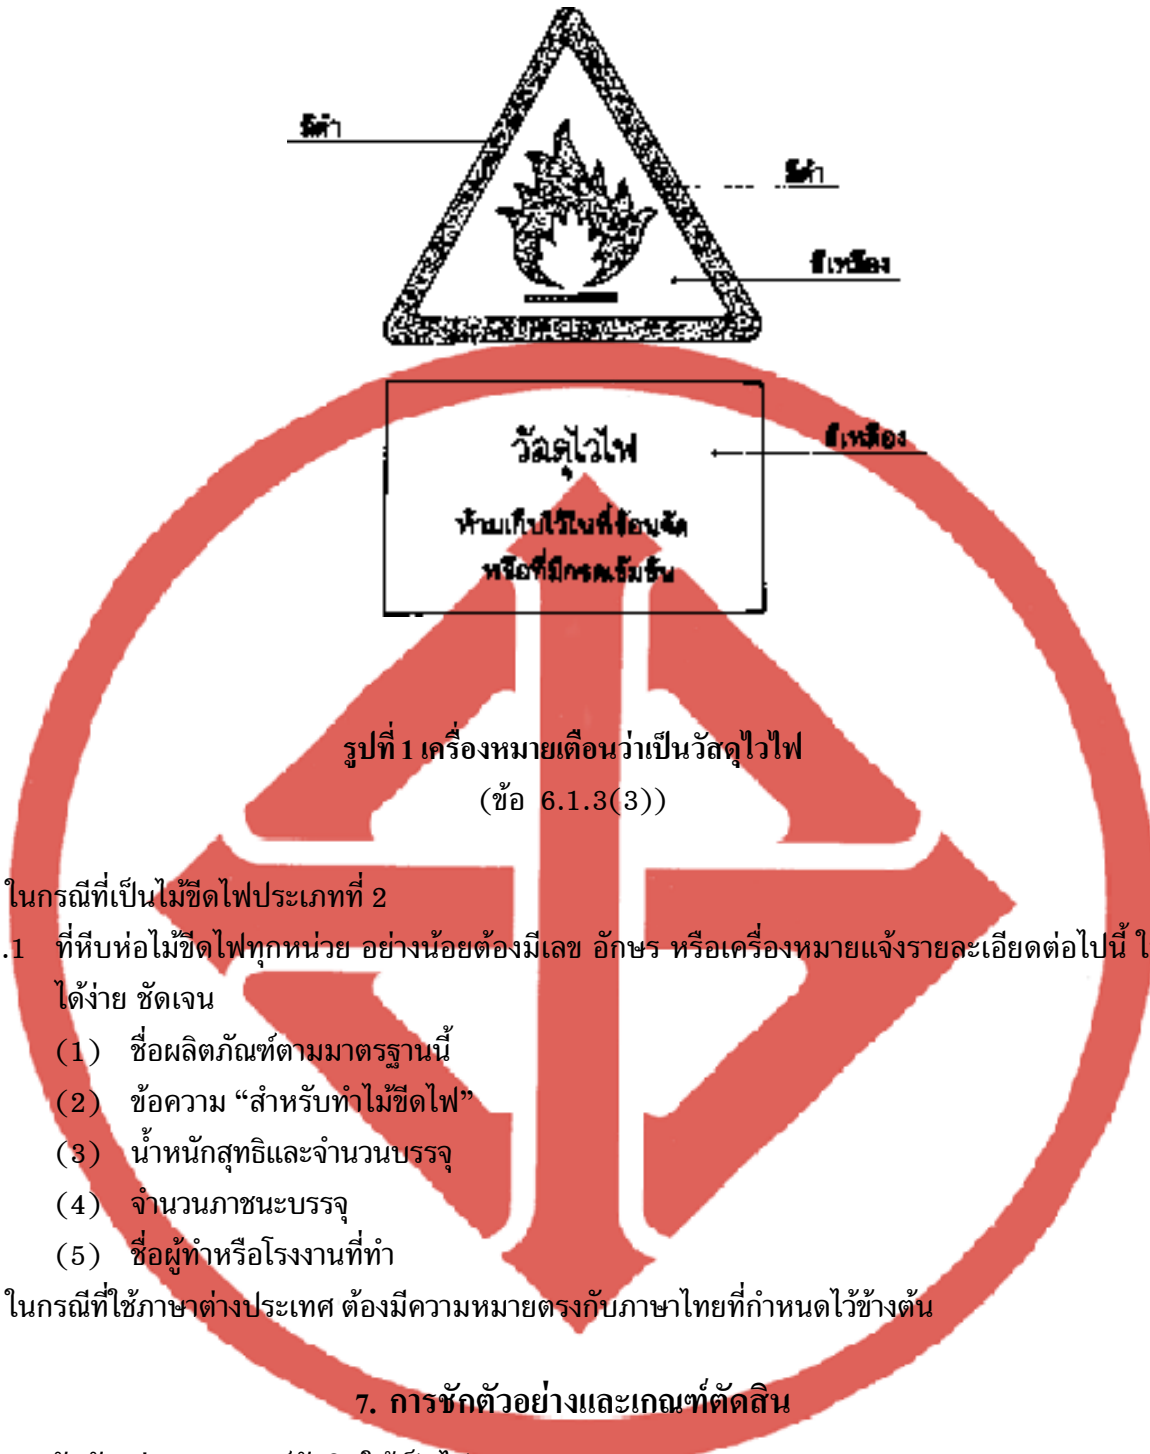 สีดำ
สีดำ
สีเหลือง
วัสดุไวไฟ
สีเหลือง
ห้ามเก็บไว้ในที่ร้อนจัด
หรือที่มีกรดเข้มข้น
รูปที่ 1 เครื่องหมายเตือนว่าเป็นวัสดุไวไฟ
(ข้อ 6.1.3(3))
ในกรณีที่เป็นไม้ขีดไฟประเภทที่ 2
.1 ที่หีบห่อไม้ขีดไฟทุกหน่วย อย่างน้อยต้องมีเลข อักษร หรือเครื่องหมายแจ้งรายละเอียดต่อไปนี้ ใ
ได้ง่าย ชัดเจน
(1) ชื่อผลิตภัณฑ์ตามมาตรฐานนี้
(2) ข้อความ “สำหรับทำไม้ขีดไฟ”
(3) น้ำหนักสุทธิและจำนวนบรรจุ
(4) จำนวนภาชนะบรรจุ
(5) ชื่อผู้ทำหรือโรงงานที่ทำ
ในกรณีที่ใช้ภาษาต่างประเทศ ต้องมีความหมายตรงกับภาษาไทยที่กำหนดไว้ข้างต้น
7. การชักตัวอย่างและเกณฑ์ตัดสิน